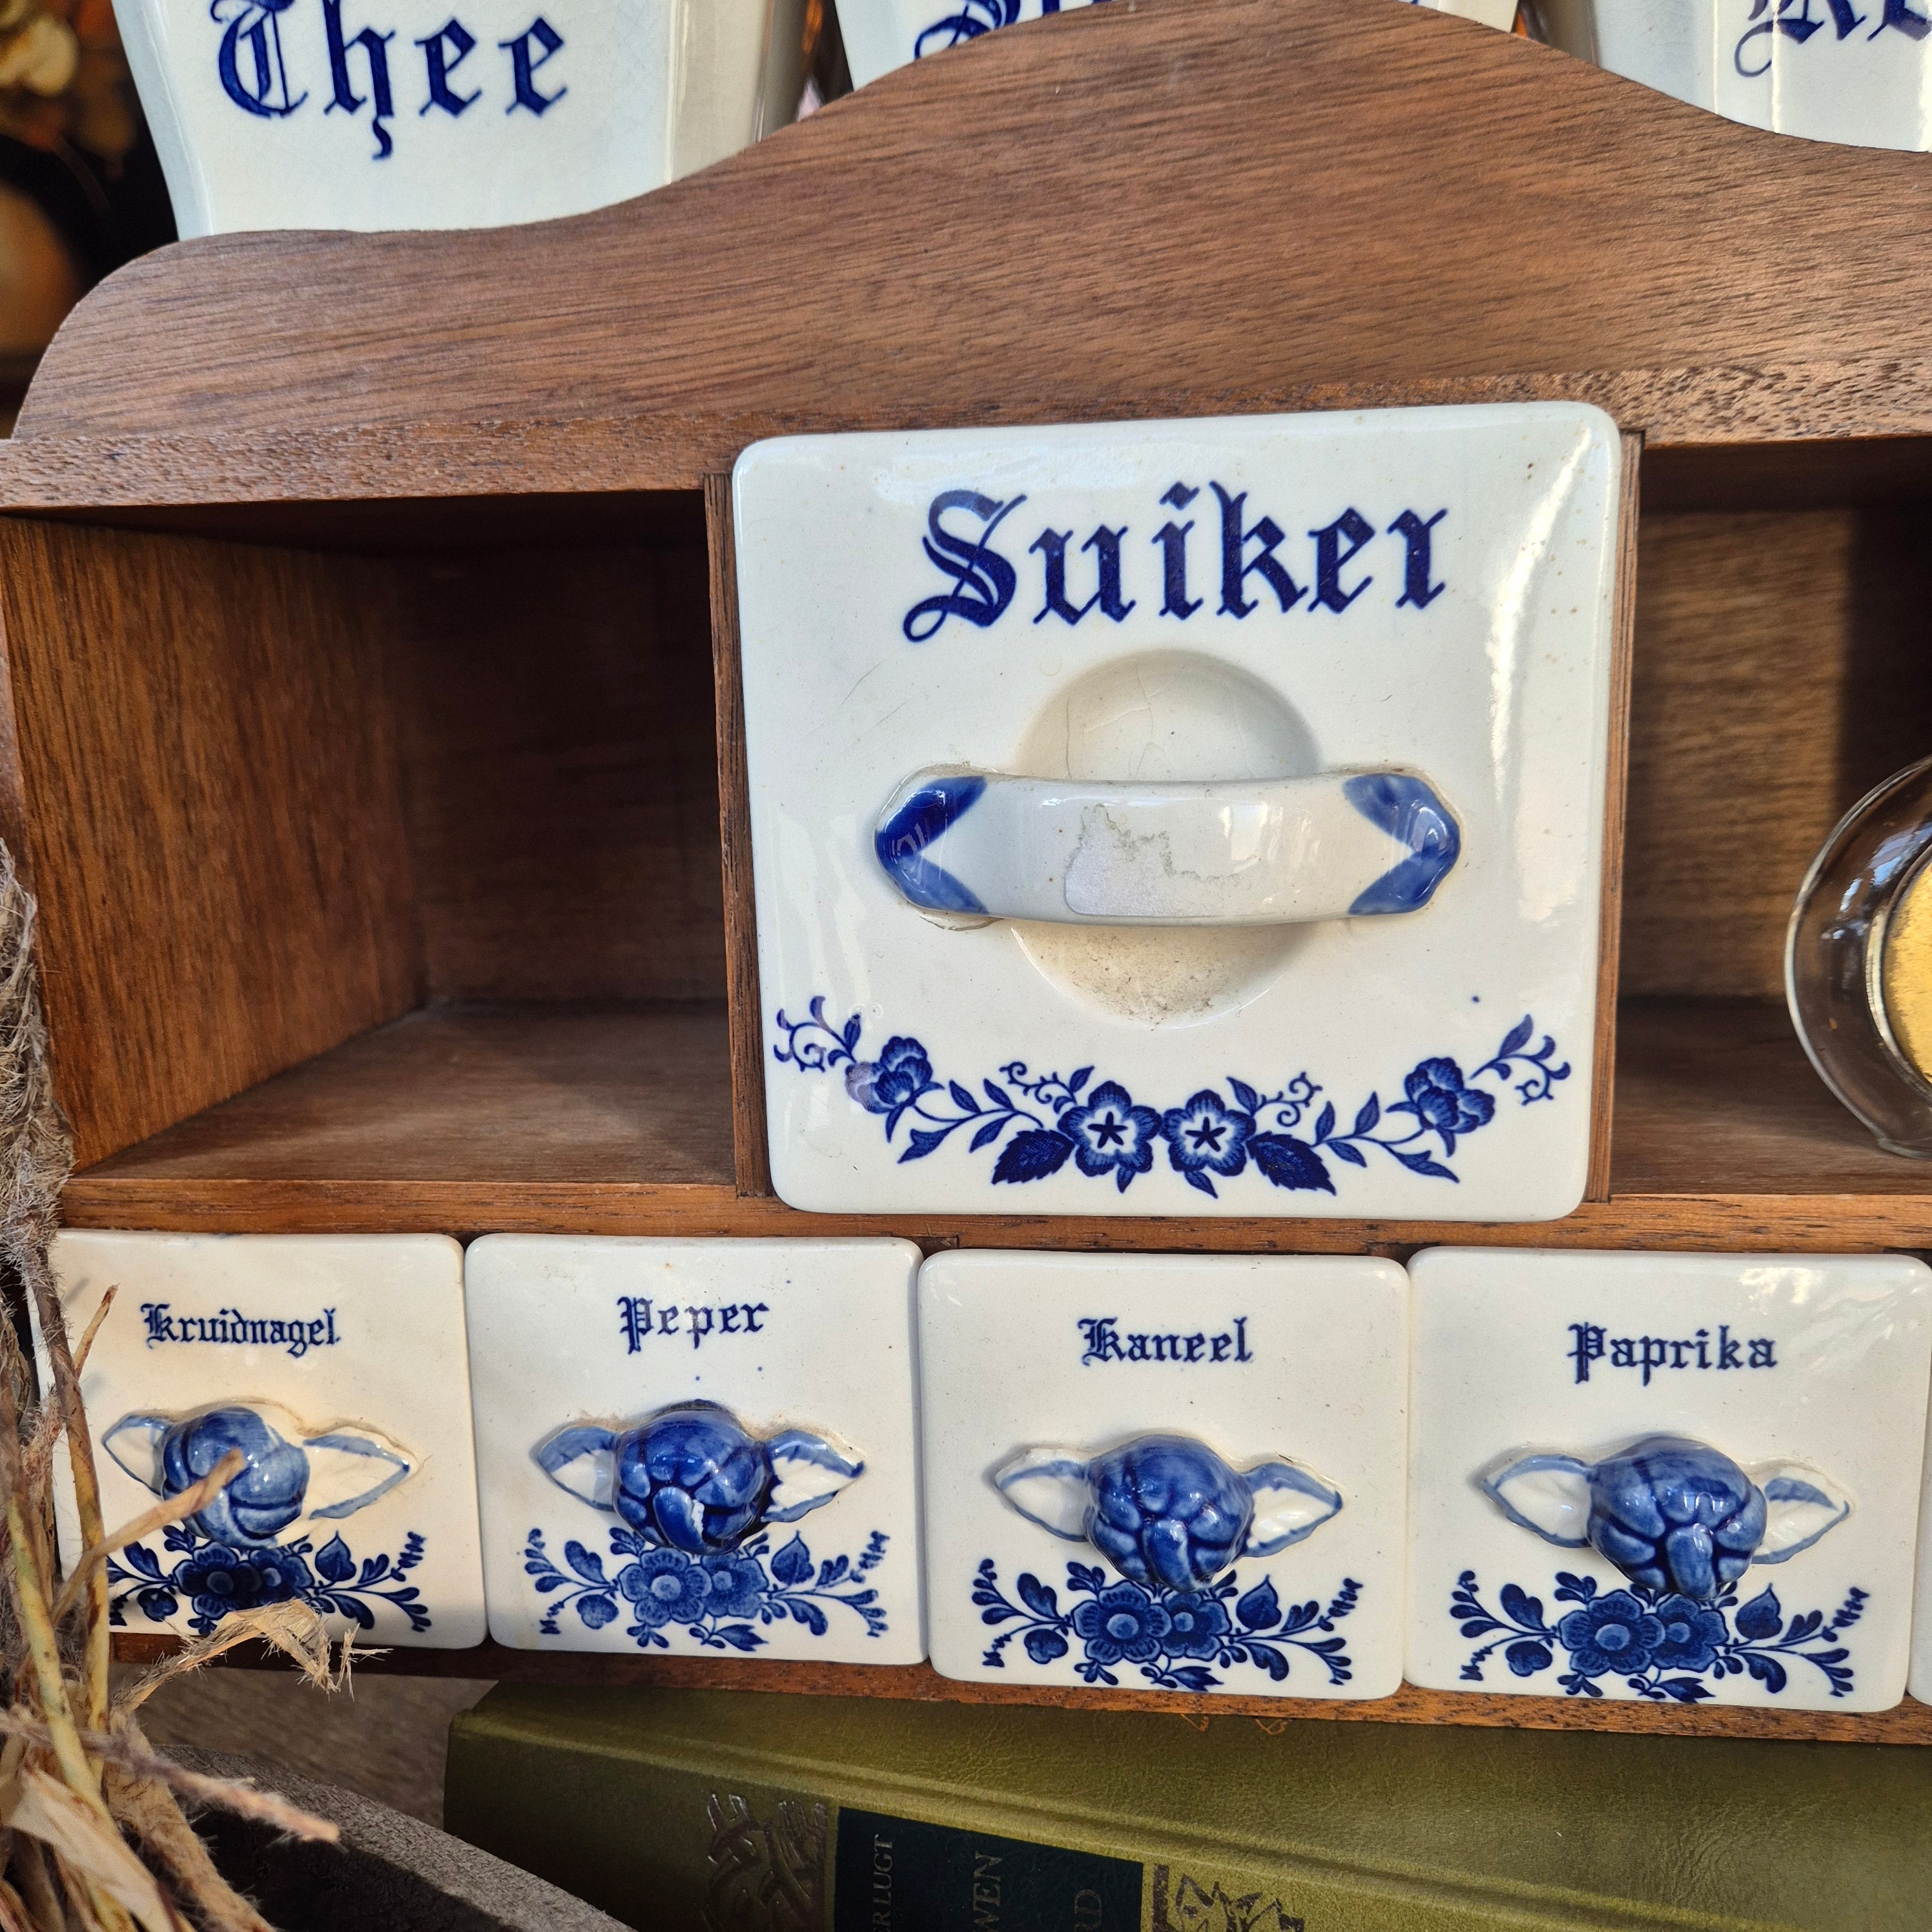 Thee
Suiker
Kruidnagel
Peper
Kaneel
Paprika